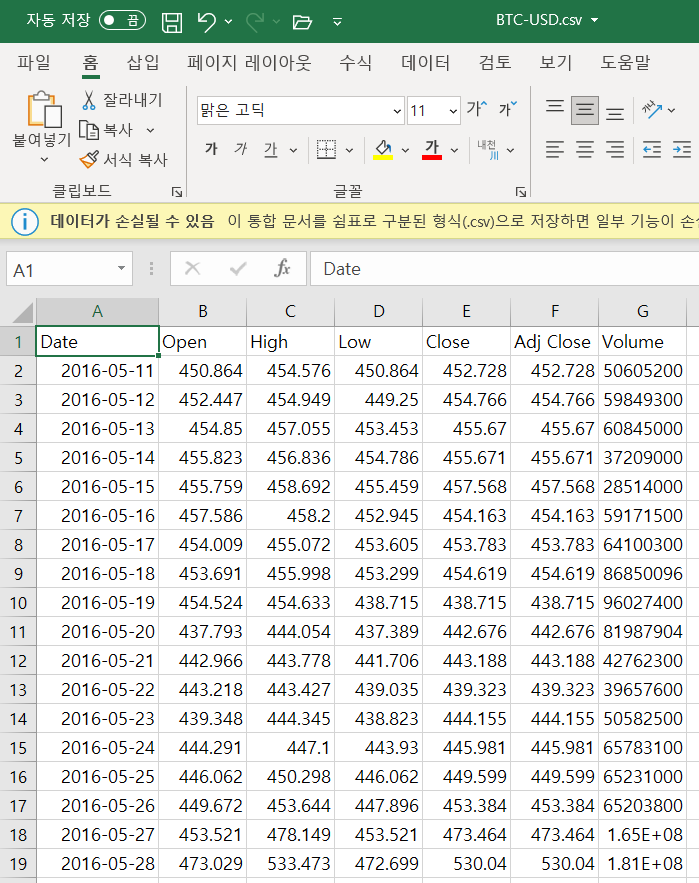 자동 저장 끔 BTC-USD.csv
파일 홈 삽입 페이지 레이아웃 수식 데이터 검토 보기 도움말
붙여넣기
잘라내기
복사
서식 복사
클립보드
맑은 고딕 11 가 가
가 가 가 가 내천 川
글꼴
데이터가 손실될 수 있음 이 통합 문서를 쉼표로 구분된 형식(.csv)으로 저장하면 일부 기능이
A1 fx Date
A B C D E F G
1 Date Open High Low Close Adj Close Volume
2 2016-05-11 450.864 454.576 450.864 452.728 452.728 50605200
3 2016-05-12 452.447 454.949 449.25 454.766 454.766 59849300
4 2016-05-13 454.85 457.055 453.453 455.67 455.67 60845000
5 2016-05-14 455.823 456.836 454.786 455.671 455.671 37209000
6 2016-05-15 455.759 458.692 455.459 457.568 457.568 28514000
7 2016-05-16 457.586 458.2 452.945 454.163 454.163 59171500
8 2016-05-17 454.009 455.072 453.605 453.783 453.783 64100300
9 2016-05-18 453.691 455.998 453.299 454.619 454.619 86850096
10 2016-05-19 454.524 454.633 438.715 438.715 438.715 96027400
11 2016-05-20 437.793 444.054 437.389 442.676 442.676 81987904
12 2016-05-21 442.966 443.778 441.706 443.188 443.188 42762300
13 2016-05-22 443.218 443.427 439.035 439.323 439.323 39657600
14 2016-05-23 439.348 444.345 438.823 444.155 444.155 50582500
15 2016-05-24 444.291 447.1 443.93 445.981 445.981 65783100
16 2016-05-25 446.062 450.298 446.062 449.599 449.599 65231000
17 2016-05-26 449.672 453.644 447.896 453.384 453.384 65203800
18 2016-05-27 453.521 478.149 453.521 473.464 473.464 1.65E+08
19 2016-05-28 473.029 533.473 472.699 530.04 530.04 1.81E+08